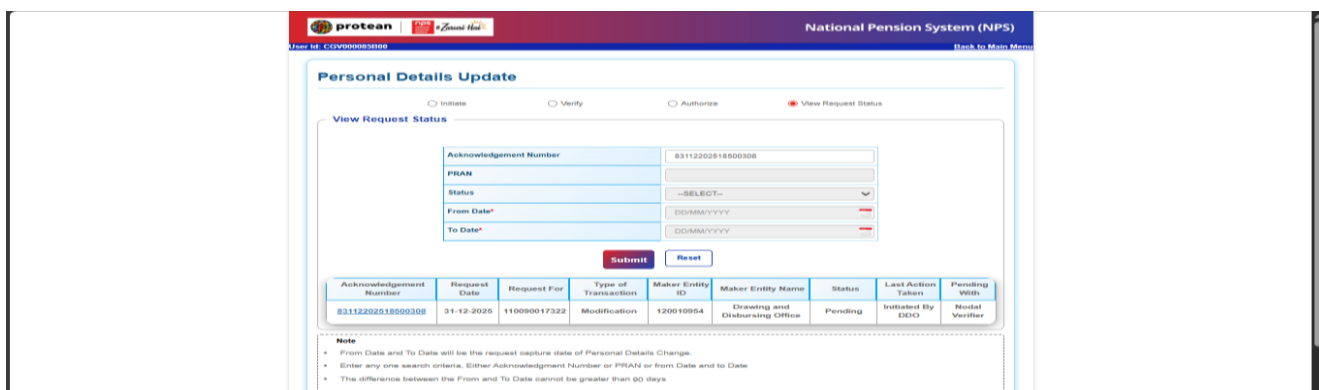 protean nps e-Zaruri Hai! National Pension System (NPS)
User Id: CGV000085B00 Back to Main Menu
Personal Details Update
Initiate Verify Authorize View Request Status
View Request Status
Acknowledgement Number 83112202518500308
PRAN
Status --SELECT--
From Date* DD/MM/YYYY
To Date* DD/MM/YYYY
Submit Reset
Acknowledgement Number Request Date Request For Type of Transaction Maker Entity ID Maker Entity Name Status Last Action Taken Pending With
83112202518500308 31-12-2025 110090017322 Modification 120010954 Drawing and Disbursing Office Pending Initiated By DDO Nodal Verifier
Note
• From Date and To Date will be the request capture date of Personal Details Change.
• Enter any one search criteria, Either Acknowledgment Number or PRAN or from Date and to Date
• The difference between the From and To Date cannot be greater than 90 days